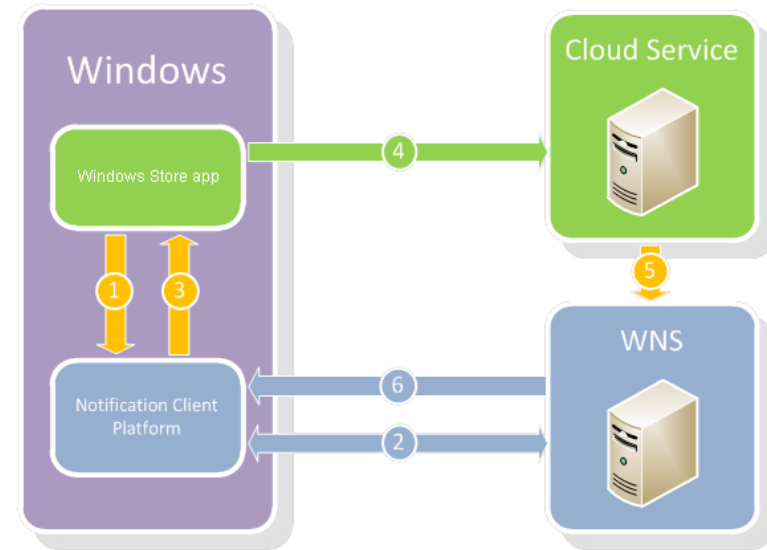 Windows
Cloud Service
Windows Store app
4
1
3
5
WNS
Notification Client
Platform
6
2